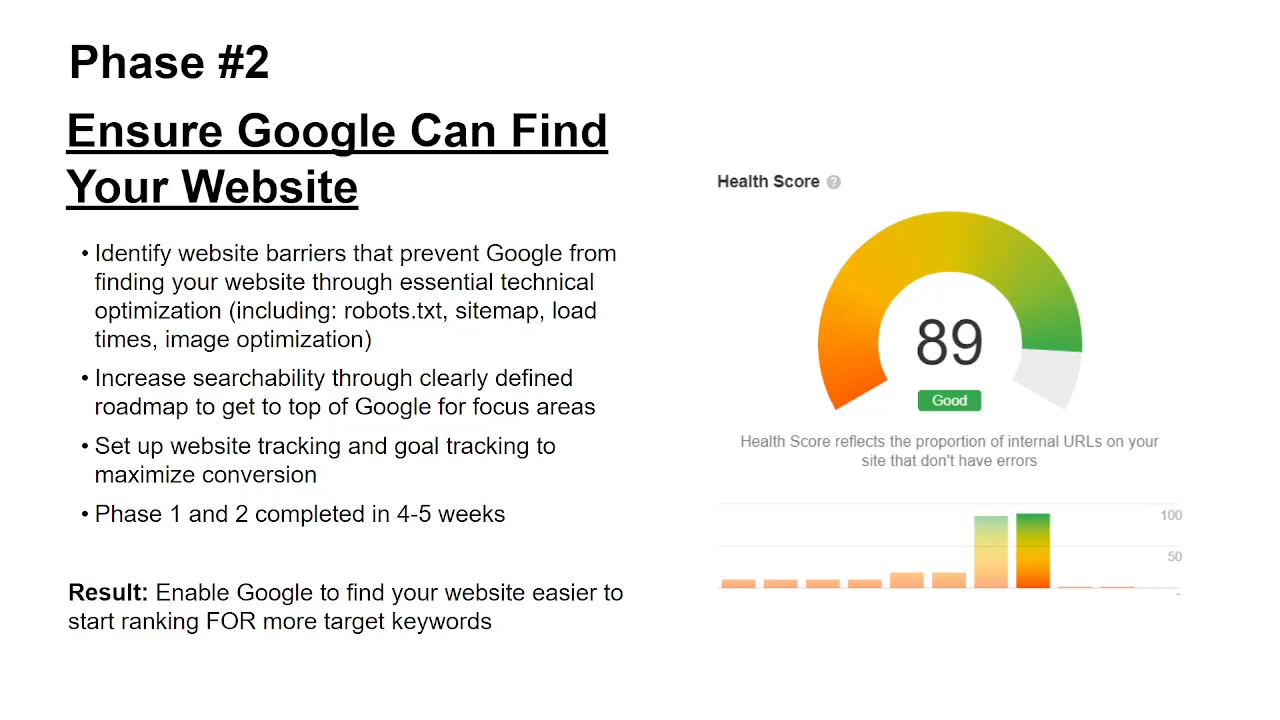 Phase #2
Ensure Google Can Find
Your Website
• Identify website barriers that prevent Google from
finding your website through essential technical
optimization (including: robots.txt, sitemap, load
times, image optimization)
• Increase searchability through clearly defined
roadmap to get to top of Google for focus areas
• Set up website tracking and goal tracking to
maximize conversion
• Phase 1 and 2 completed in 4-5 weeks
Result: Enable Google to find your website easier to
start ranking FOR more target keywords
Health Score ?
89
Good
Health Score reflects the proportion of internal URLs on your
site that don't have errors
100
50